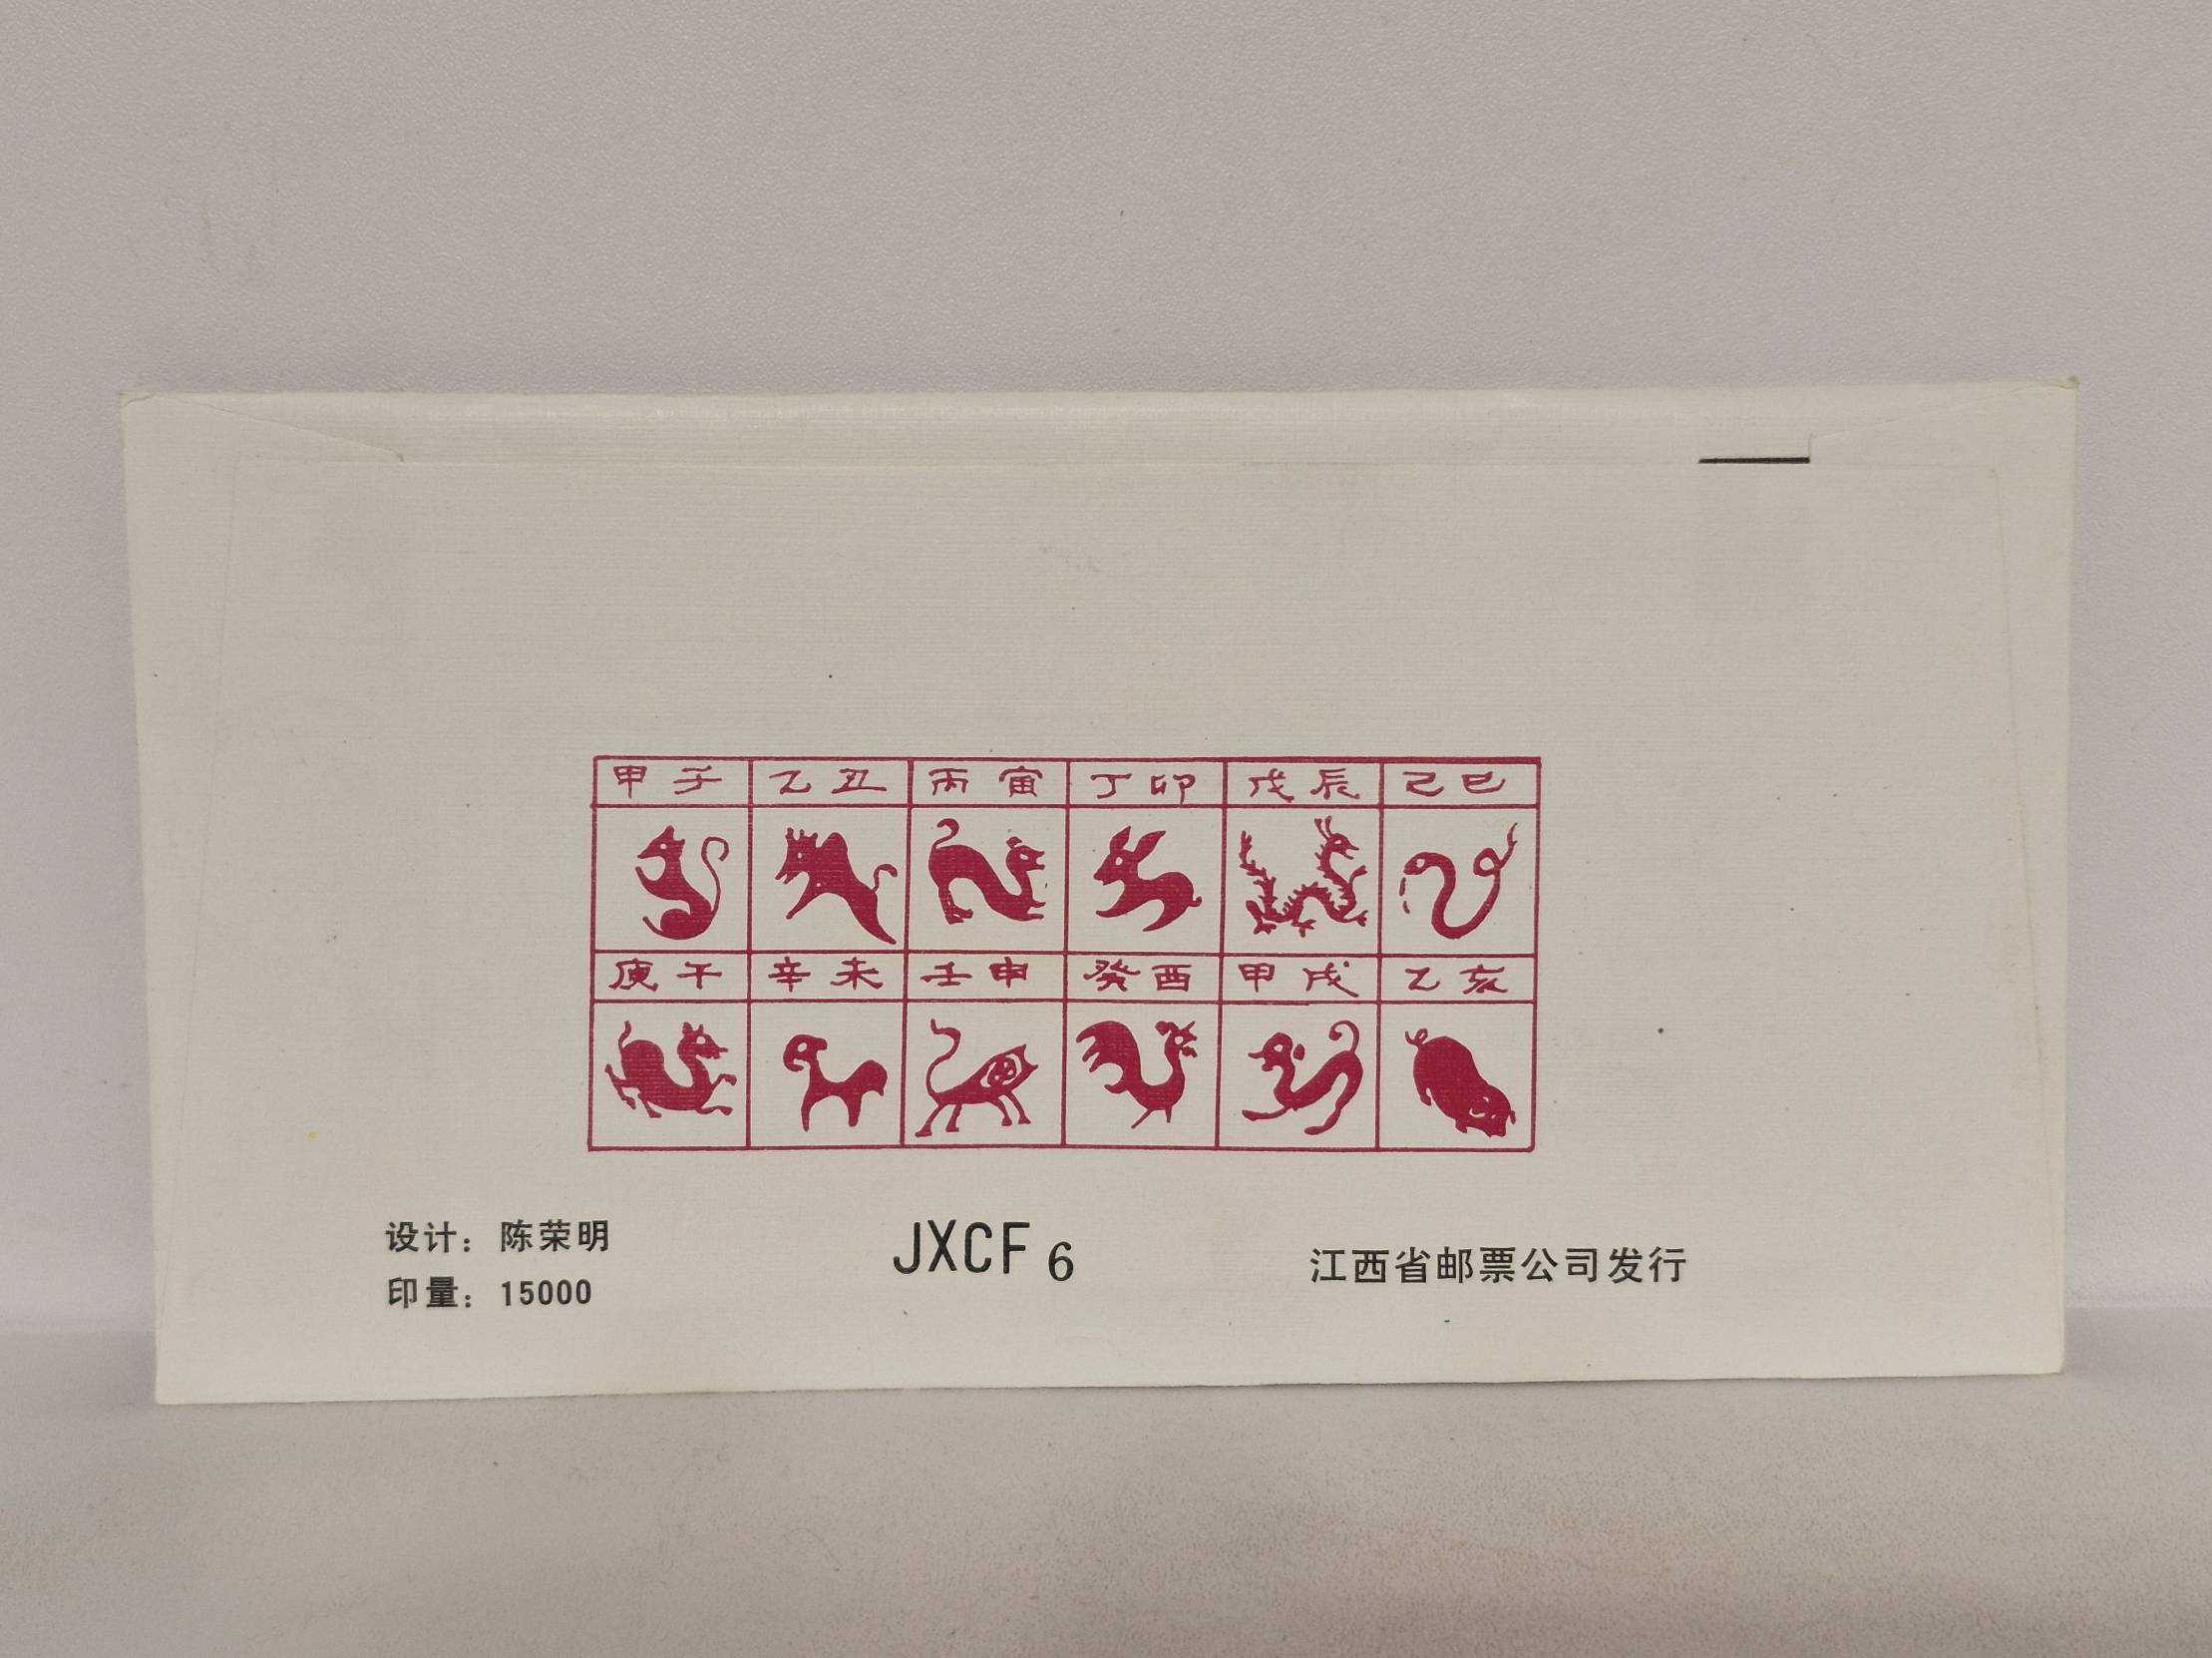 甲子 乙丑 丙寅 丁卯 戊辰 己巳
庚午 辛未 壬申 癸酉 甲戌 乙亥
设计：陈荣明
印量：15000
JXCF 6
江西省邮票公司发行